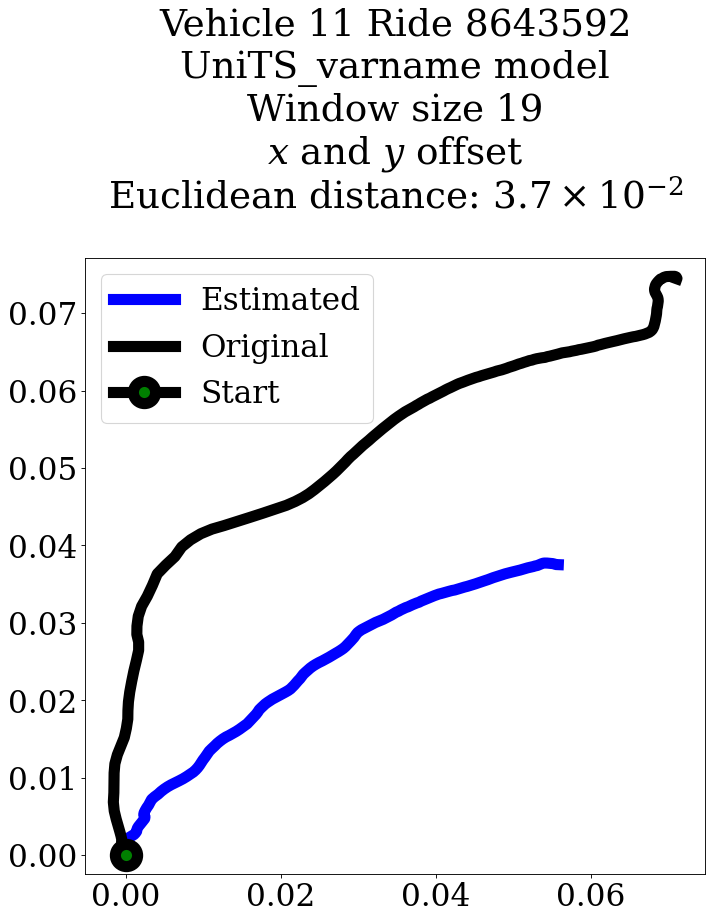 Vehicle 11 Ride 8643592
UniTS_varname model
Window size 19
x and y offset
Euclidean distance: 3.7 × 10⁻²
Estimated
Original
Start
0.07
0.06
0.05
0.04
0.03
0.02
0.01
0.00
0.00 0.02 0.04 0.06